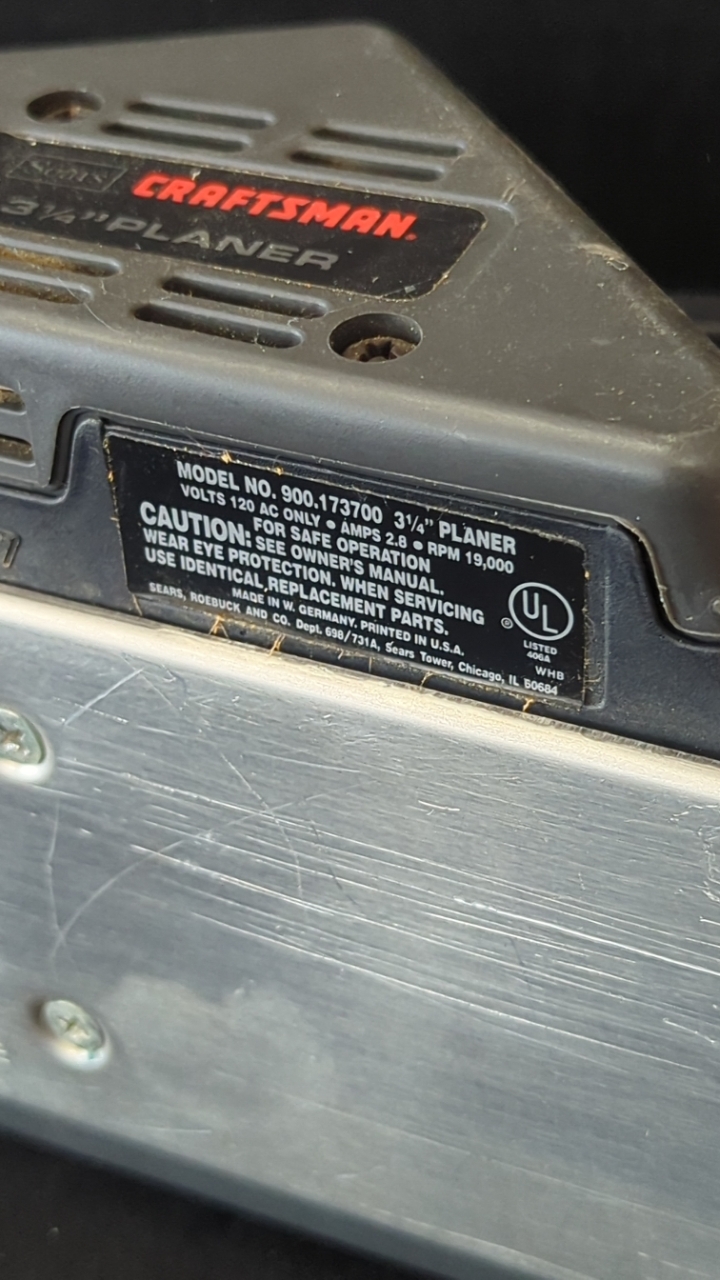 Sears CRAFTSMAN®
3¼" PLANER
MODEL NO. 900.173700 3¼" PLANER
VOLTS 120 AC ONLY • AMPS 2.8 • RPM 19,000
FOR SAFE OPERATION
CAUTION: SEE OWNER'S MANUAL.
WEAR EYE PROTECTION. WHEN SERVICING
USE IDENTICAL REPLACEMENT PARTS.
MADE IN W. GERMANY. PRINTED IN U.S.A.
SEARS, ROEBUCK AND CO. Dept. 698/731A, Sears Tower, Chicago, IL 60684
UL ®
LISTED
406A
WHB